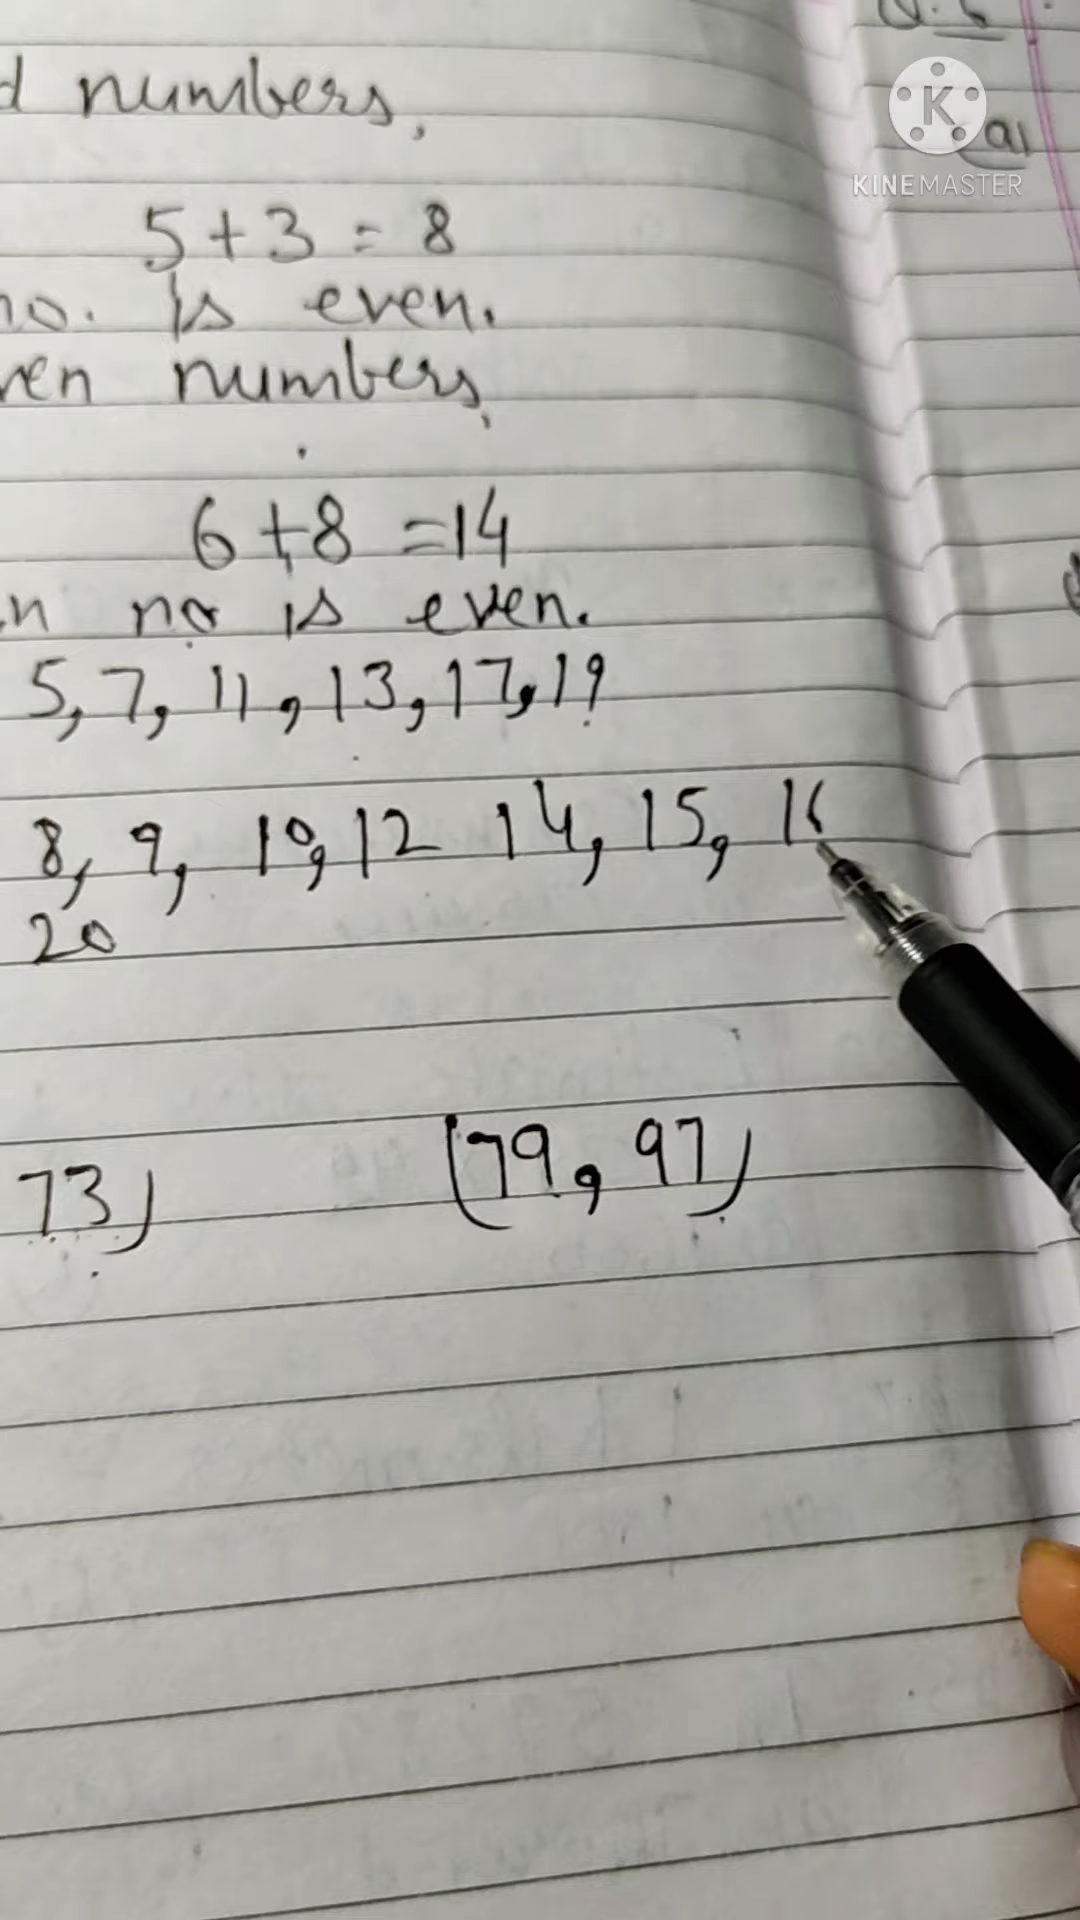 numbers,
5+3=8
no. is even.
numbers,
6+8 =14
no is even.
5, 7, 11, 13, 17, 19
8, 9, 10, 12 14, 15, 16
20
73) (79, 97)
(a)
K
KINEMASTER